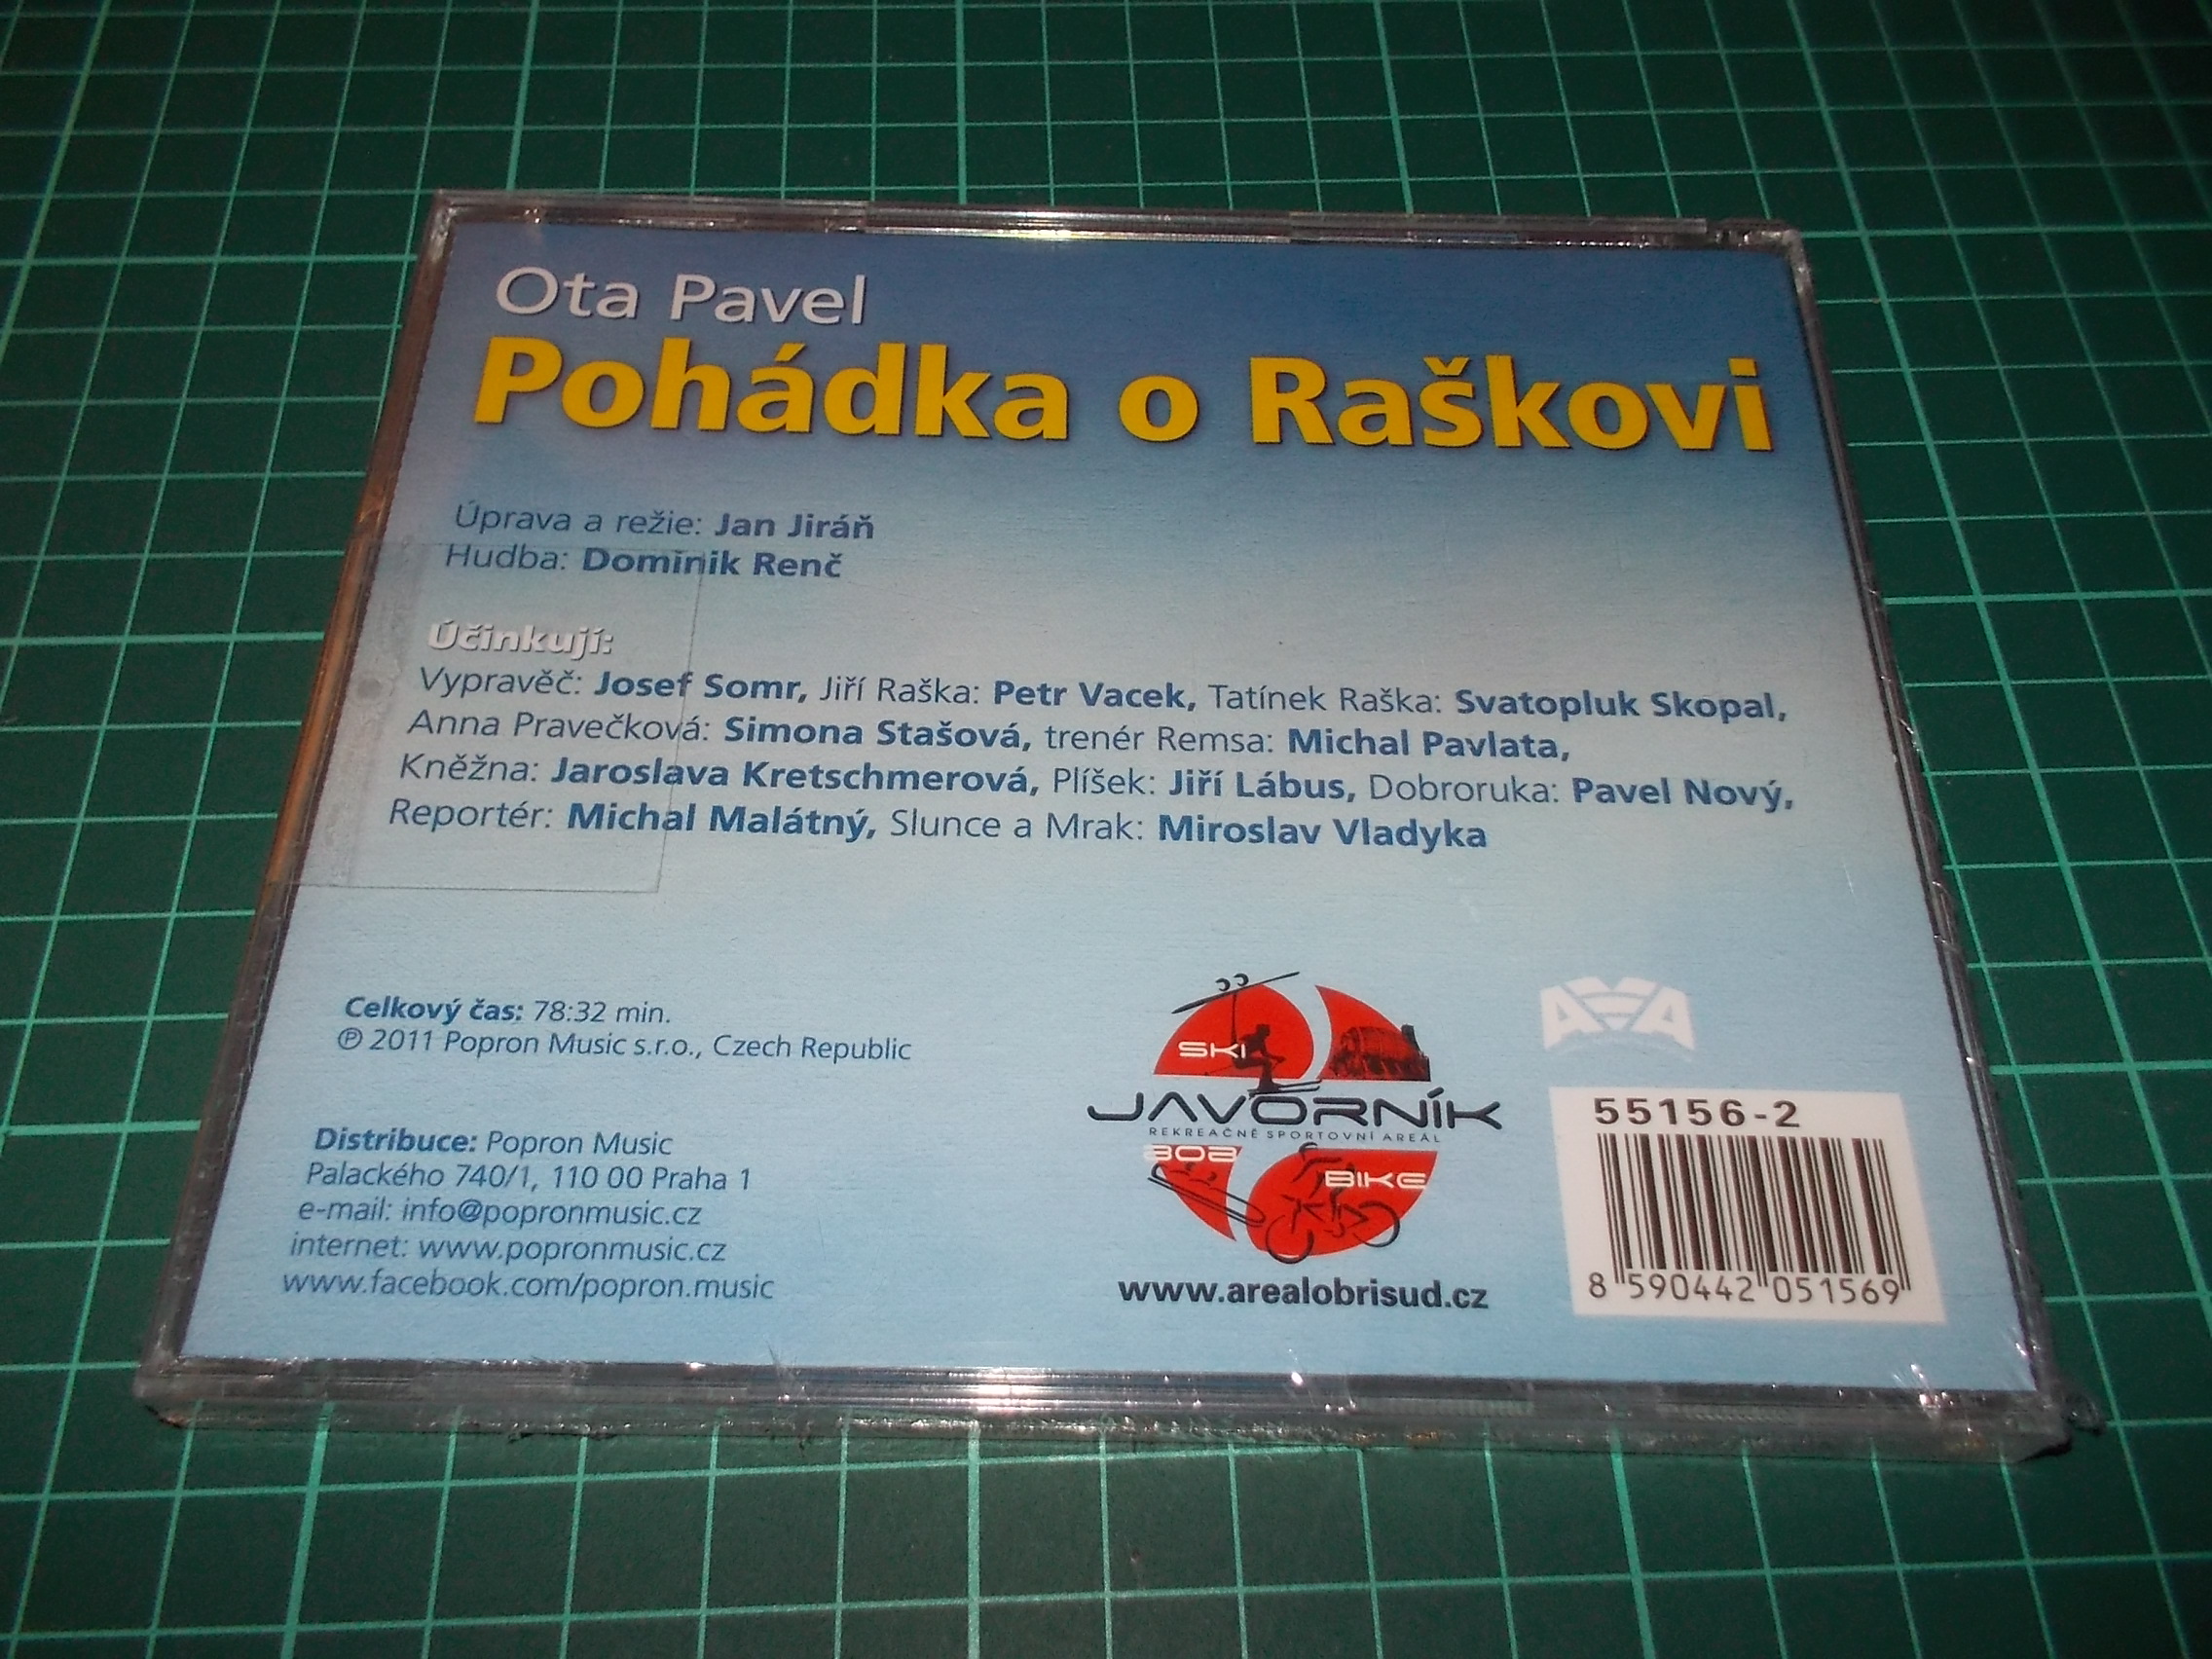 Ota Pavel
Pohádka o Raškovi
Úprava a režie: Jan Jiráň
Hudba: Dominik Renč
Účinkují:
Vypravěč: Josef Somr, Jiří Raška: Petr Vacek, Tatínek Raška: Svatopluk Skopal,
Anna Pravečková: Simona Stašová, trenér Remsa: Michal Pavlata,
Kněžna: Jaroslava Kretschmerová, Plíšek: Jiří Lábus, Dobroruka: Pavel Nový,
Reportér: Michal Malátný, Slunce a Mrak: Miroslav Vladyka
Celkový čas: 78:32 min.
℗ 2011 Popron Music s.r.o., Czech Republic
Distribuce: Popron Music
Palackého 740/1, 110 00 Praha 1
e-mail: info@popronmusic.cz
internet: www.popronmusic.cz
www.facebook.com/popron.music
SKI
JAVORNÍK
REKREAČNĚ SPORTOVNÍ AREÁL
BOB
BIKE
www.arealobrisud.cz
55156-2
8 590442 051569